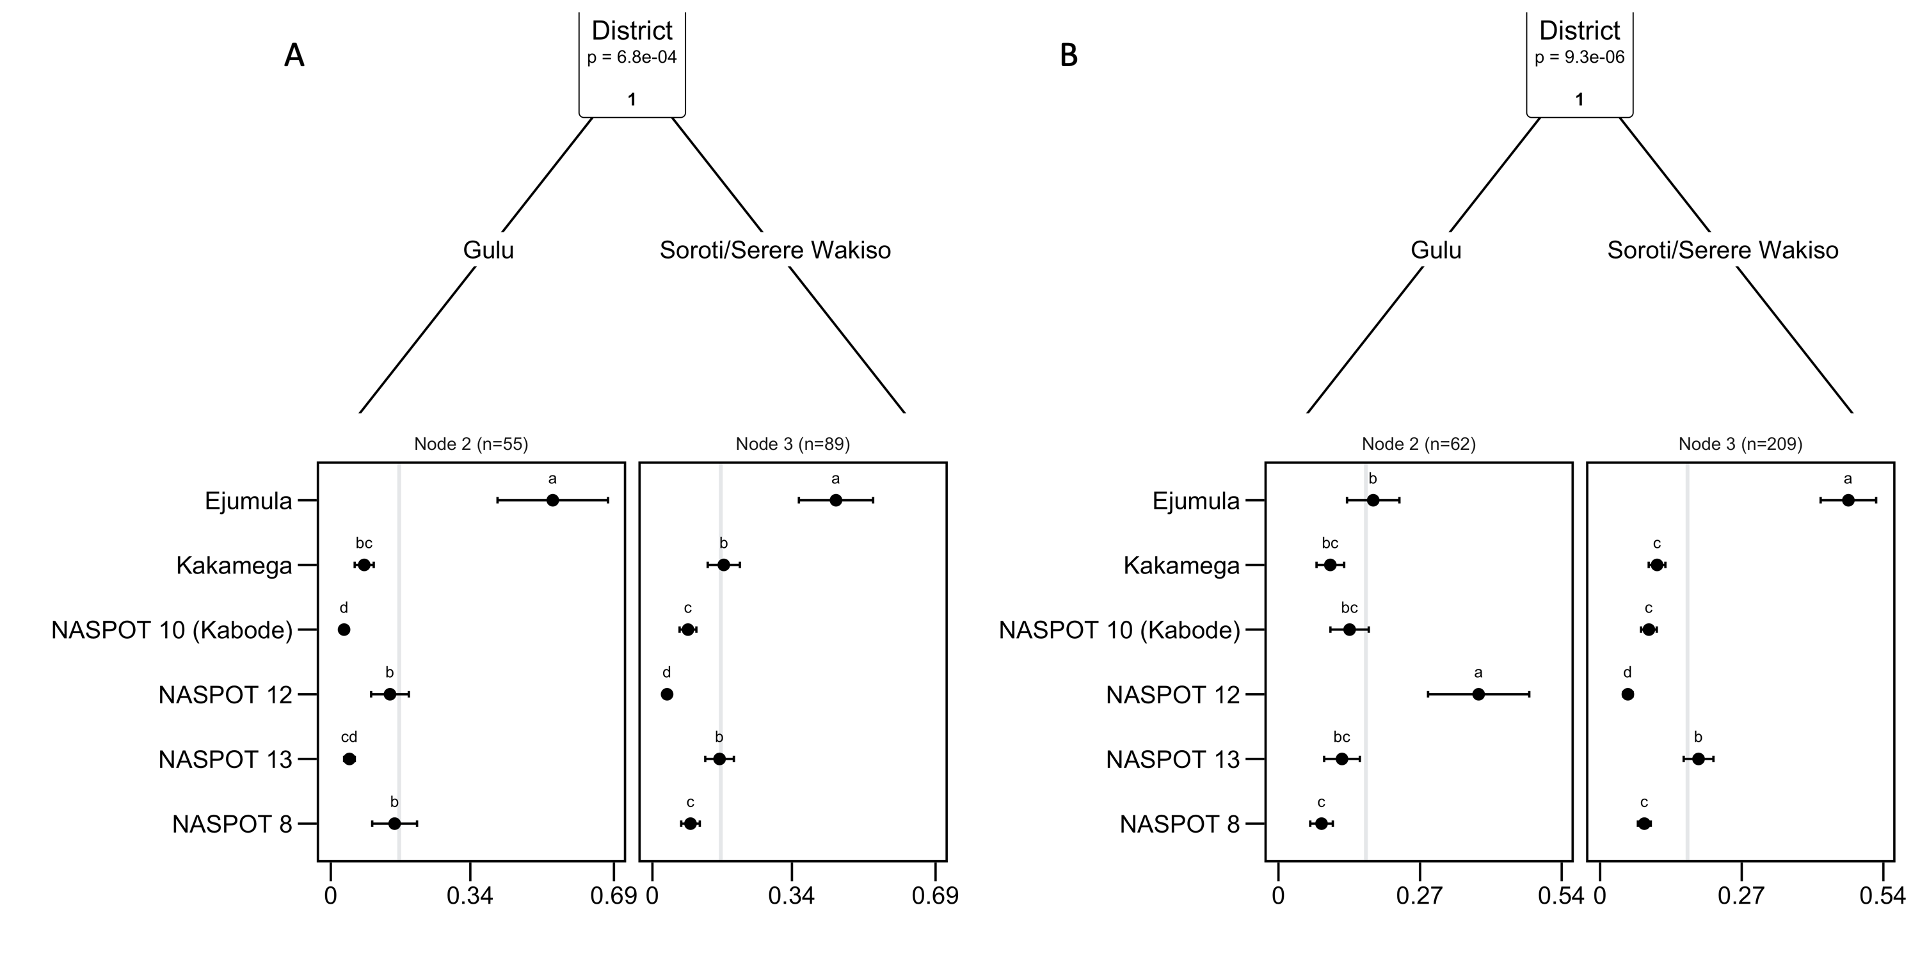 A
District
p = 6.8e-04
1
Gulu
Soroti/Serere Wakiso
Node 2 (n=55)
Node 3 (n=89)
Ejumula
a
a
Kakamega
bc
b
NASPOT 10 (Kabode)
d
c
NASPOT 12
b
d
NASPOT 13
cd
b
NASPOT 8
b
c
0 0.34 0.69 0 0.34 0.69
B
District
p = 9.3e-06
1
Gulu
Soroti/Serere Wakiso
Node 2 (n=62)
Node 3 (n=209)
Ejumula
b
a
Kakamega
bc
c
NASPOT 10 (Kabode)
bc
c
NASPOT 12
a
d
NASPOT 13
bc
b
NASPOT 8
c
c
0 0.27 0.54 0 0.27 0.54